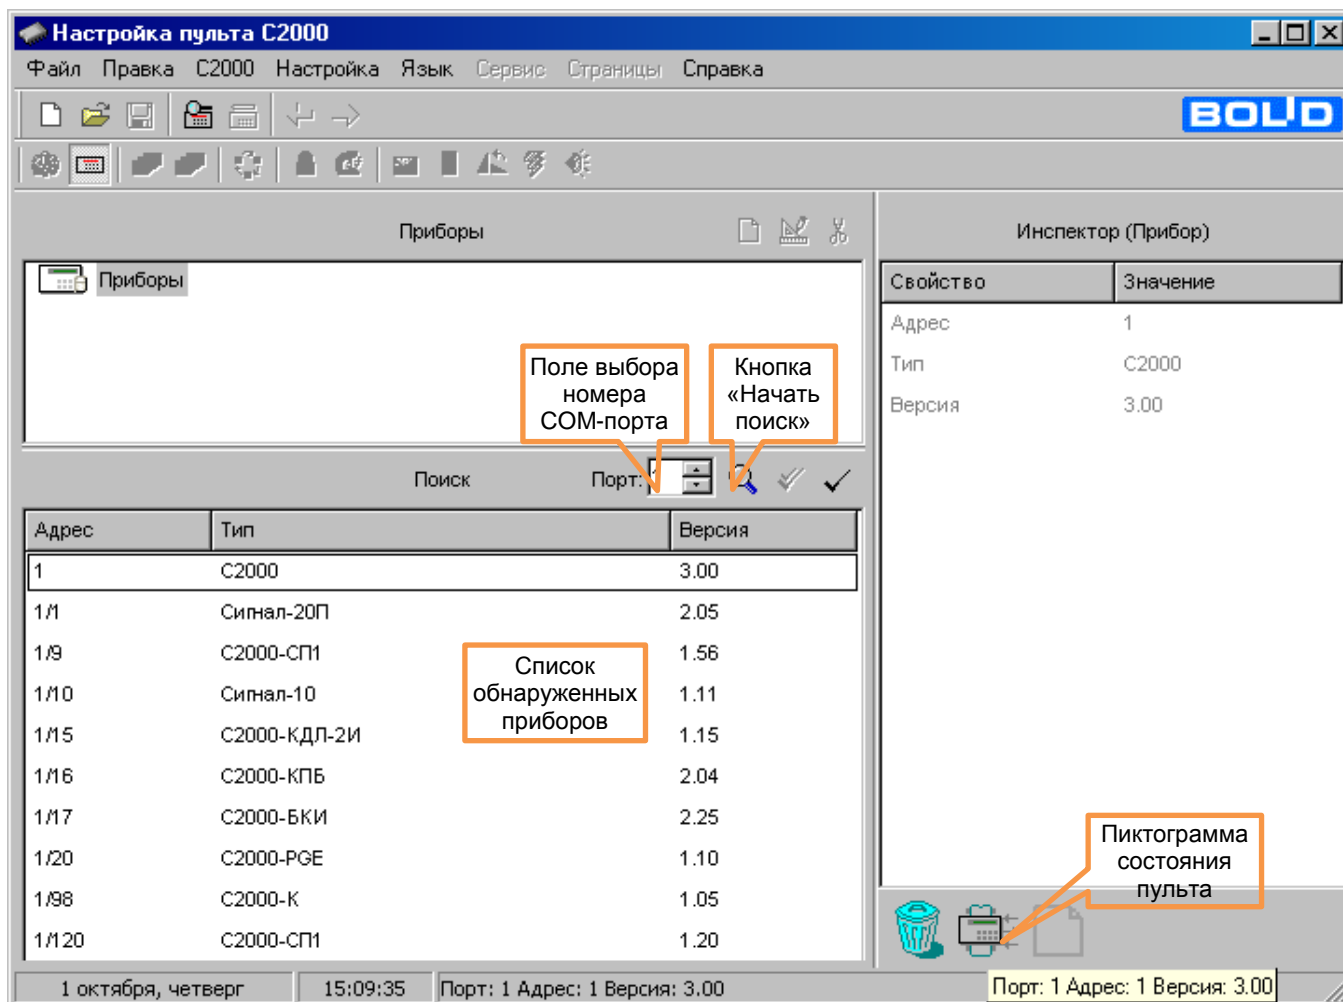 Настройка пульта С2000
Файл Правка С2000 Настройка Язык Сервис Страницы Справка
BOLID
Приборы
Инспектор (Прибор)
Приборы
Свойство Значение
Адрес 1
Тип С2000
Версия 3.00
Поле выбора
номера
COM-порта
Кнопка
«Начать
поиск»
Поиск Порт:
Адрес Тип Версия
1 С2000 3.00
1/1 Сигнал-20П 2.05
1/9 С2000-СП1 1.56
1/10 Сигнал-10 1.11
1/15 С2000-КДЛ-2И 1.15
1/16 С2000-КПБ 2.04
1/17 С2000-БКИ 2.25
1/20 С2000-PGE 1.10
1/98 С2000-К 1.05
1/120 С2000-СП1 1.20
Список
обнаруженных
приборов
Пиктограмма
состояния
пульта
1 октября, четверг 15:09:35 Порт: 1 Адрес: 1 Версия: 3.00
Порт: 1 Адрес: 1 Версия: 3.00